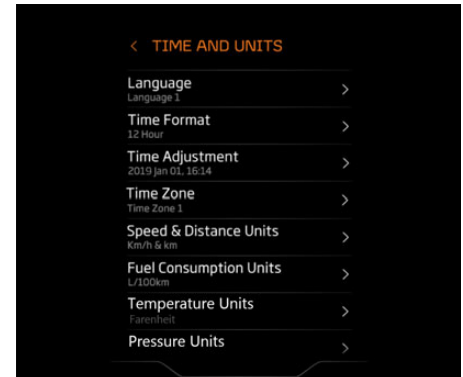 TIME AND UNITS
Language
Language 1
Time Format
12 Hour
Time Adjustment
2019 Jan 01, 16:14
Time Zone
Time Zone 1
Speed & Distance Units
Km/h & km
Fuel Consumption Units
L/100km
Temperature Units
Farenheit
Pressure Units